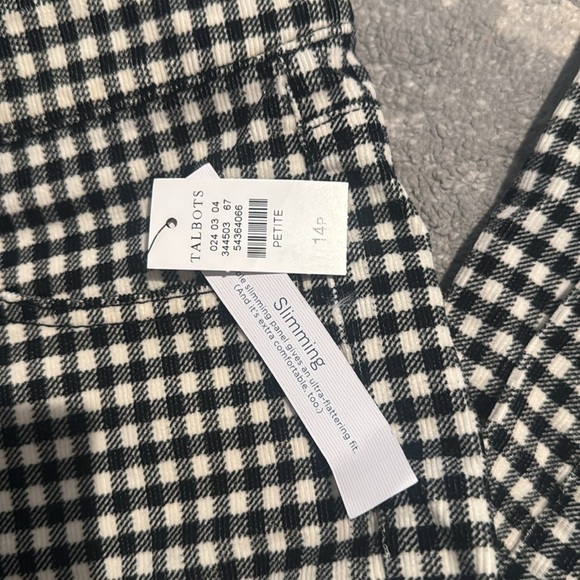 TALBOTS
024 03 04
344503 67
54364066
PETITE
14P
Slimming
slimming panel gives an ultra-flattering fit.
(And it's extra comfortable, too.)